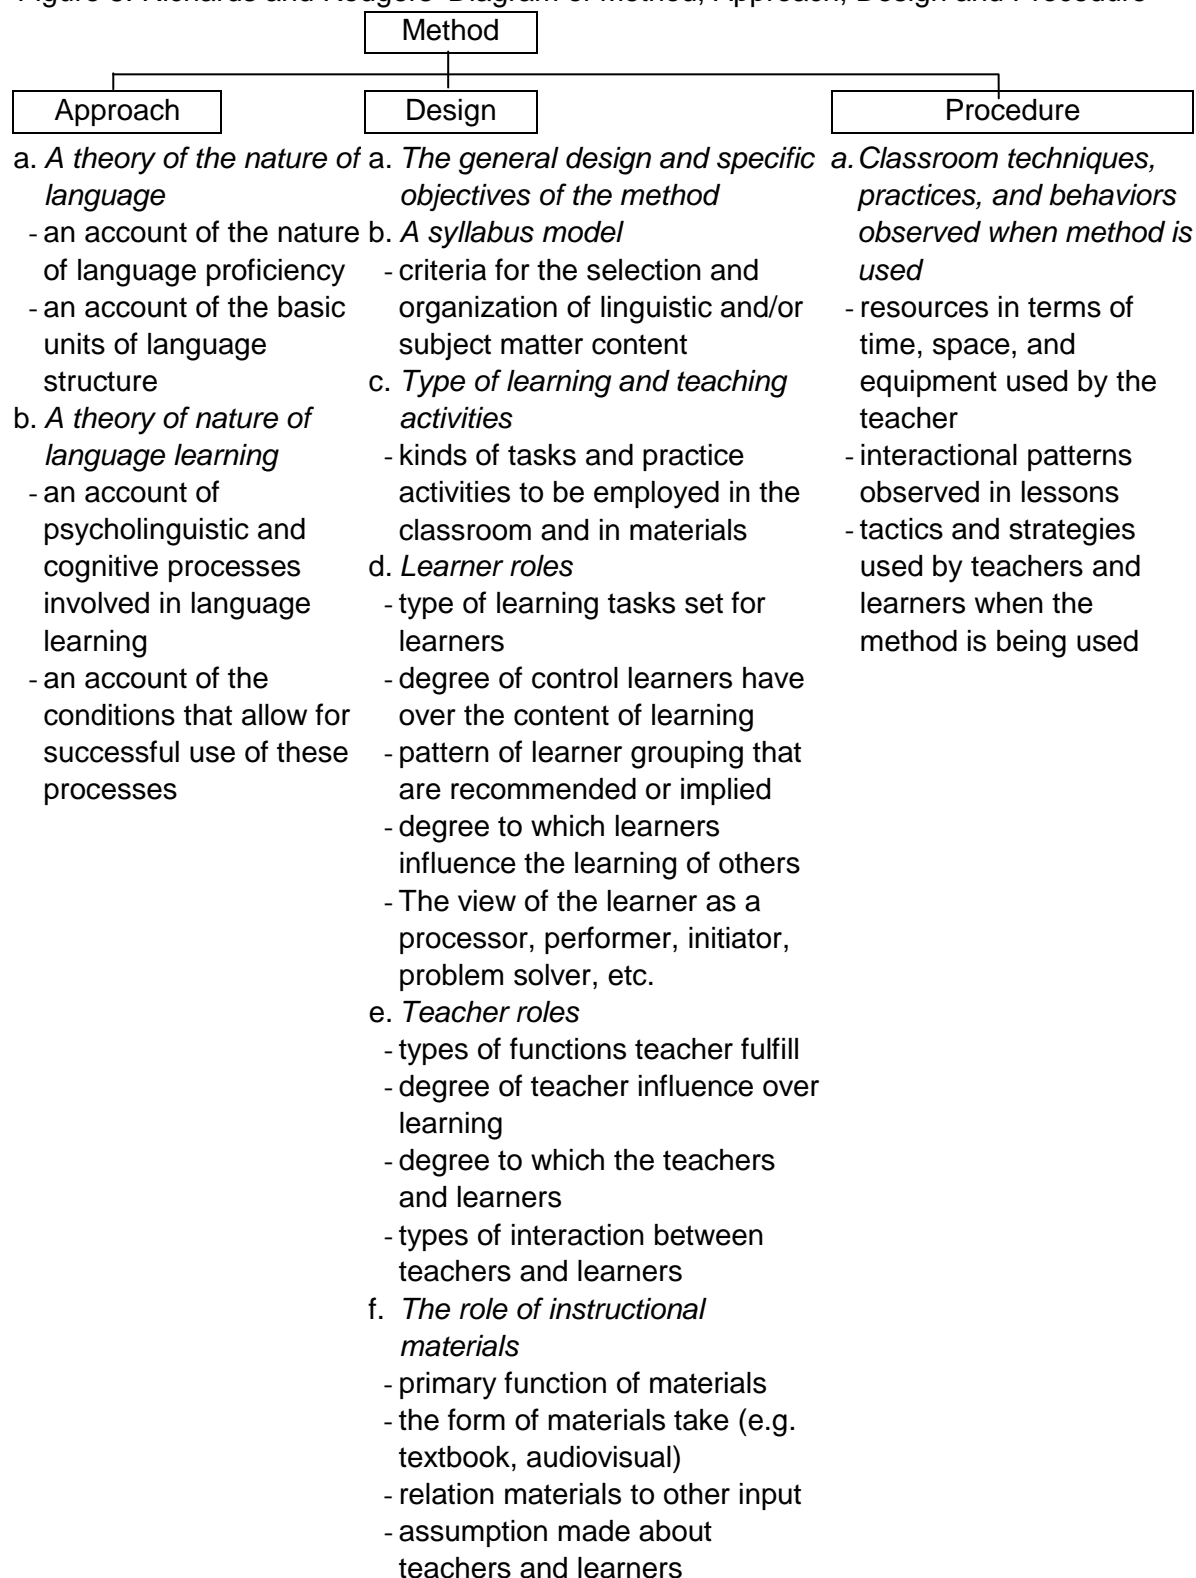 Figure 3. Richards and Rodgers' Diagram of Method, Approach, Design and Procedure
Method
Approach
a. A theory of the nature of
language
- an account of the nature
of language proficiency
- an account of the basic
units of language
structure
b. A theory of nature of
language learning
- an account of
psycholinguistic and
cognitive processes
involved in language
learning
- an account of the
conditions that allow for
successful use of these
processes
Design
a. The general design and specific
objectives of the method
b. A syllabus model
- criteria for the selection and
organization of linguistic and/or
subject matter content
c. Type of learning and teaching
activities
- kinds of tasks and practice
activities to be employed in the
classroom and in materials
d. Learner roles
- type of learning tasks set for
learners
- degree of control learners have
over the content of learning
- pattern of learner grouping that
are recommended or implied
- degree to which learners
influence the learning of others
- The view of the learner as a
processor, performer, initiator,
problem solver, etc.
e. Teacher roles
- types of functions teacher fulfill
- degree of teacher influence over
learning
- degree to which the teachers
and learners
- types of interaction between
teachers and learners
f. The role of instructional
materials
- primary function of materials
- the form of materials take (e.g.
textbook, audiovisual)
- relation materials to other input
- assumption made about
teachers and learners
Procedure
a. Classroom techniques,
practices, and behaviors
observed when method is
used
- resources in terms of
time, space, and
equipment used by the
teacher
- interactional patterns
observed in lessons
- tactics and strategies
used by teachers and
learners when the
method is being used